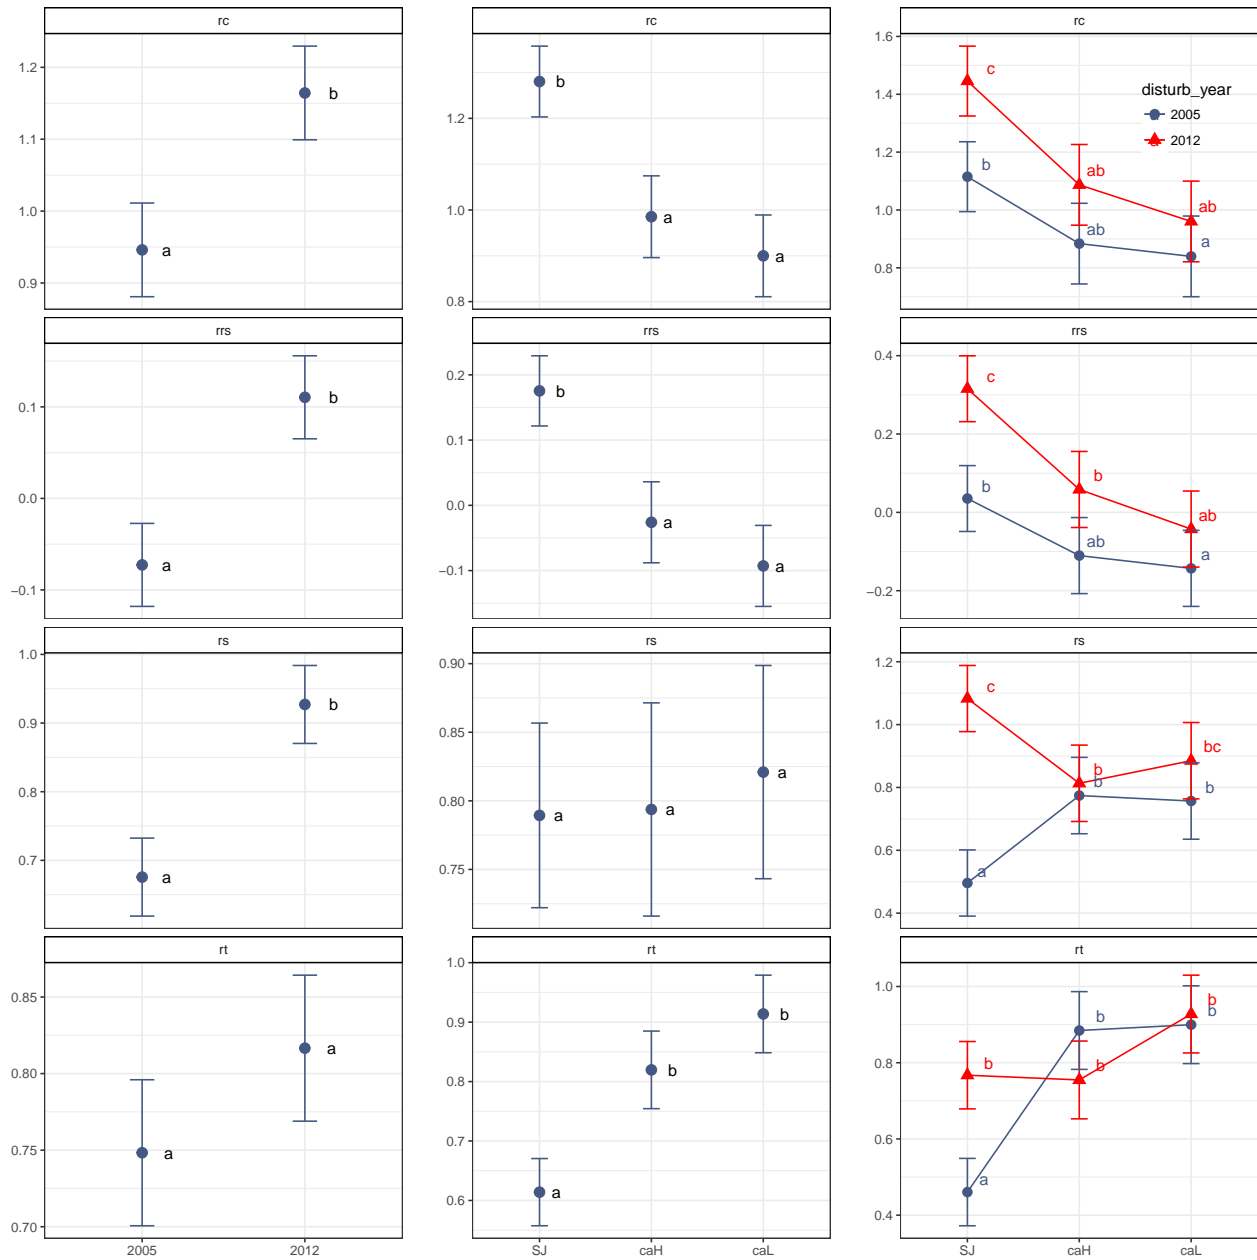 rc
1.2
1.1
1.0
0.9
b
a
rc
1.2
1.0
0.8
b
a
a
rc
1.6
1.4
1.2
1.0
0.8
disturb_year
2005
2012
c
b
ab
ab
ab
a
rrs
0.1
0.0
−0.1
b
a
rrs
0.2
0.1
0.0
−0.1
b
a
a
rrs
0.4
0.2
0.0
−0.2
c
b
b
ab
ab
a
rs
1.0
0.9
0.8
0.7
b
a
rs
0.90
0.85
0.80
0.75
a
a
a
rs
1.2
1.0
0.8
0.6
0.4
c
a
b
b
bc
b
rt
0.85
0.80
0.75
0.70
a
a
2005 2012
rt
1.0
0.9
0.8
0.7
0.6
a
b
b
SJ caH caL
rt
1.0
0.8
0.6
0.4
b
a
b
b
b
b
SJ caH caL